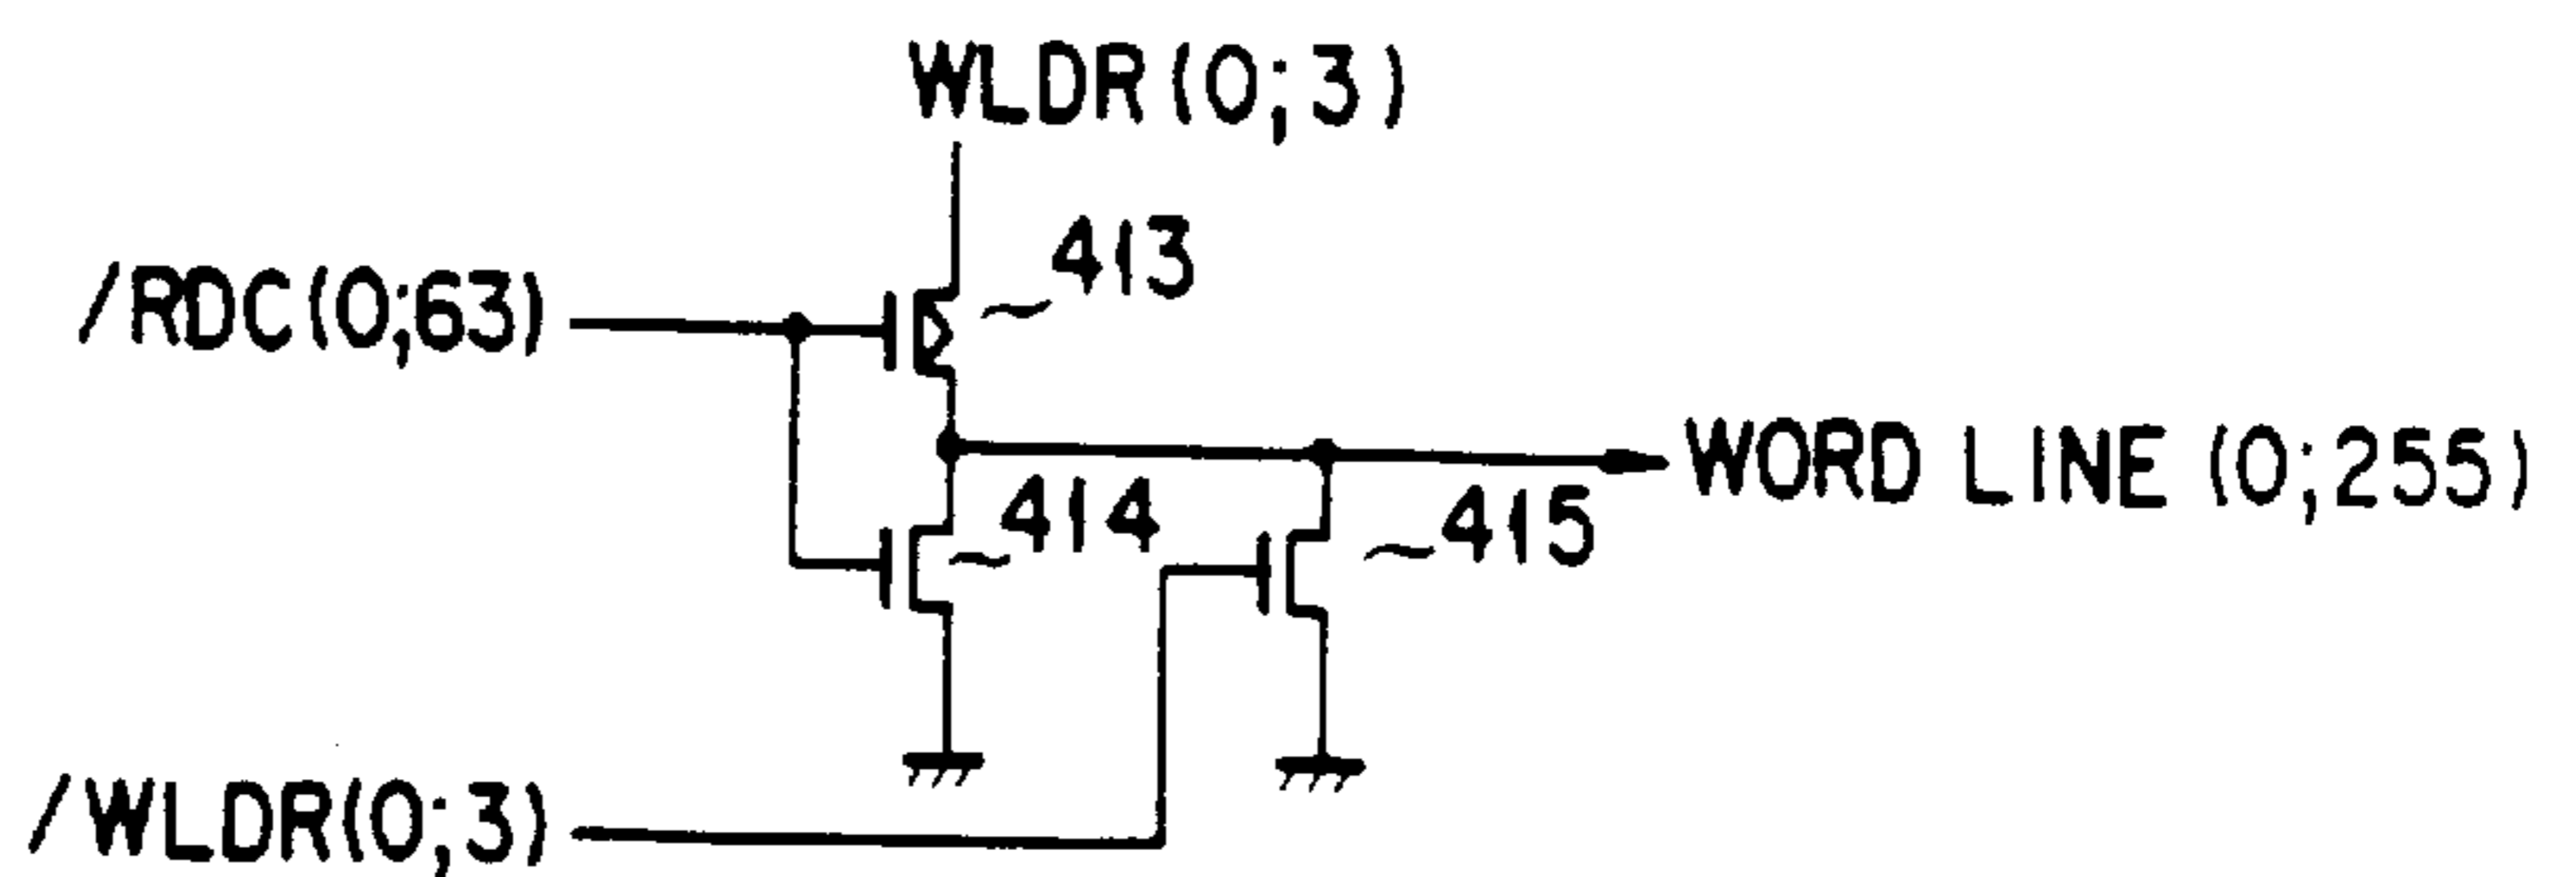 WLDR(0;3)
413
/RDC(0;63)
WORD LINE (0;255)
414
415
/WLDR(0;3)